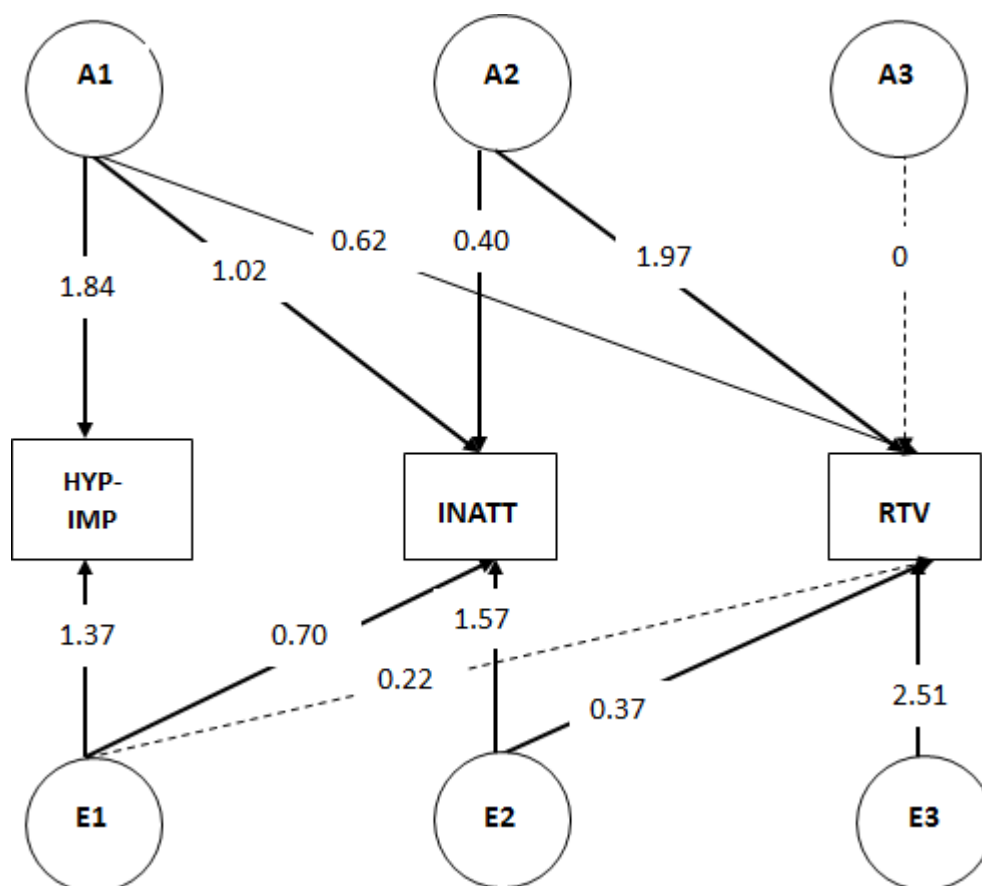 A1
A2
A3
0.62
0.40
1.97
0
1.02
1.84
HYP-
IMP
INATT
RTV
1.37
0.70
1.57
0.22
0.37
2.51
E1
E2
E3